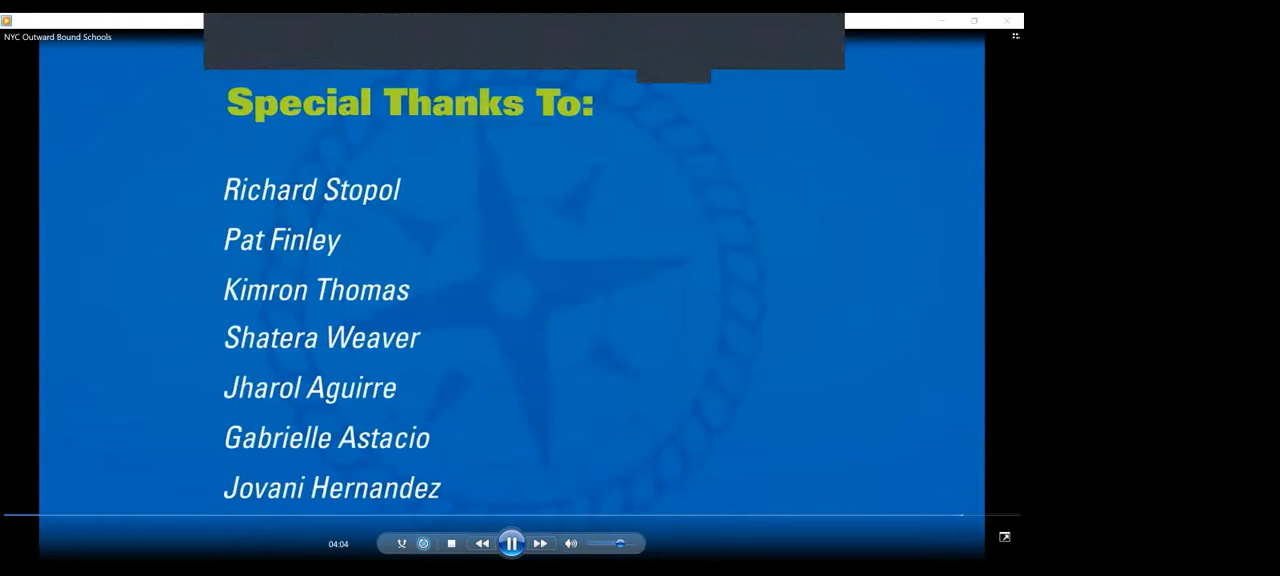 NYC Outward Bound Schools
Special Thanks To:
Richard Stopol
Pat Finley
Kimron Thomas
Shatera Weaver
Jharol Aguirre
Gabrielle Astacio
Jovani Hernandez
04:04